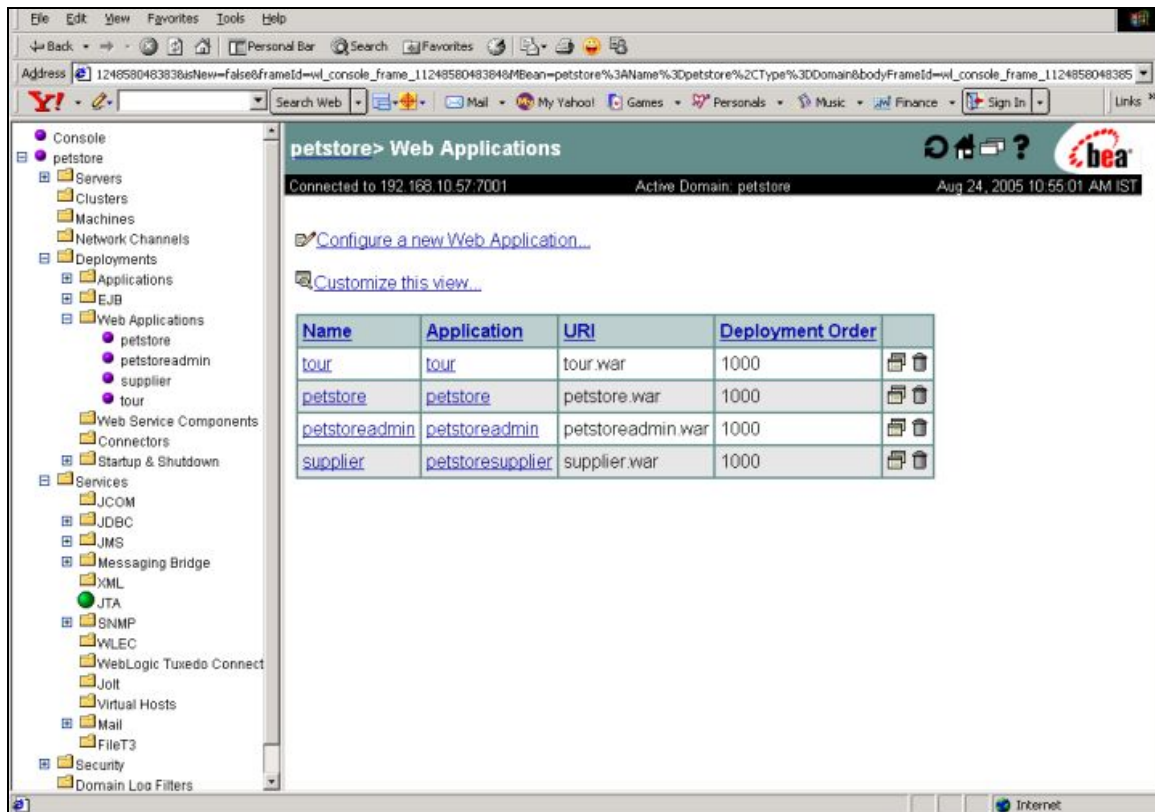 File Edit View Favorites Tools Help
Back Personal Bar Search Favorites
Address 1248580483838&isNew=false&frameId=wl_console_frame_1124858048384&MBean=petstore%3AName%3Dpetstore%2CType%3DDomain&bodyFrameId=wl_console_frame_1124858048385
Y! Search Web Mail My Yahoo! Games Personals Music Finance Sign In Links
Console
petstore
Servers
Clusters
Machines
Network Channels
Deployments
Applications
EJB
Web Applications
petstore
petstoreadmin
supplier
tour
Web Service Components
Connectors
Startup & Shutdown
Services
JCOM
JDBC
JMS
Messaging Bridge
XML
JTA
SNMP
WLEC
WebLogic Tuxedo Connect
Jolt
Virtual Hosts
Mail
FileT3
Security
Domain Log Filters
petstore> Web Applications
? bea
Connected to 192.168.10.57:7001 Active Domain: petstore Aug 24, 2005 10:55:01 AM IST
Configure a new Web Application...
Customize this view...
Name Application URI Deployment Order
tour tour tour.war 1000
petstore petstore petstore.war 1000
petstoreadmin petstoreadmin petstoreadmin.war 1000
supplier petstoresupplier supplier.war 1000
Internet